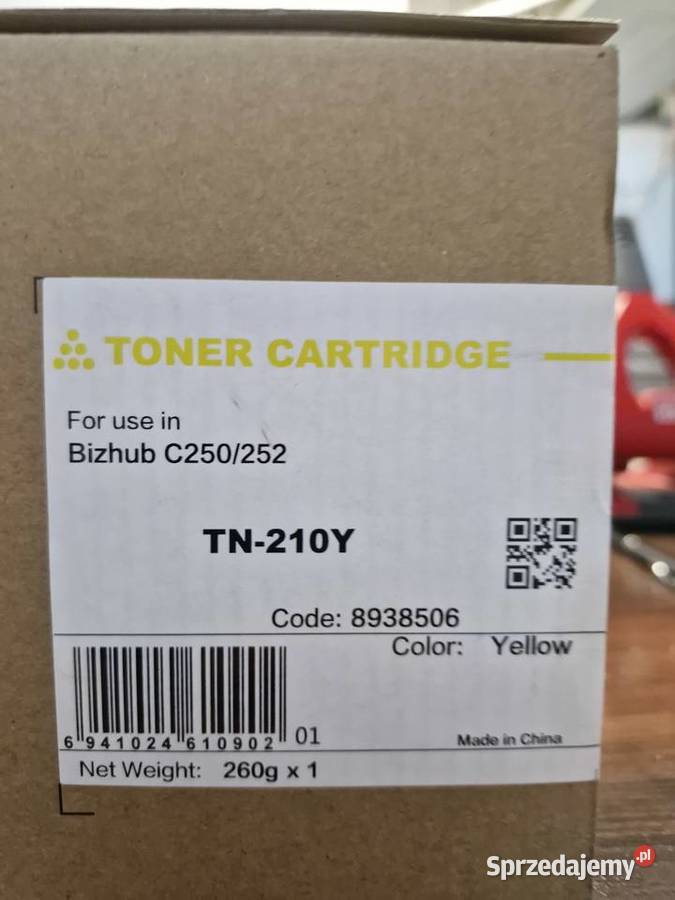 TONER CARTRIDGE
For use in
Bizhub C250/252
TN-210Y
Code: 8938506
Color: Yellow
6 941024 610902 01
Made in China
Net Weight: 260g x 1
Sprzedajemy.pl